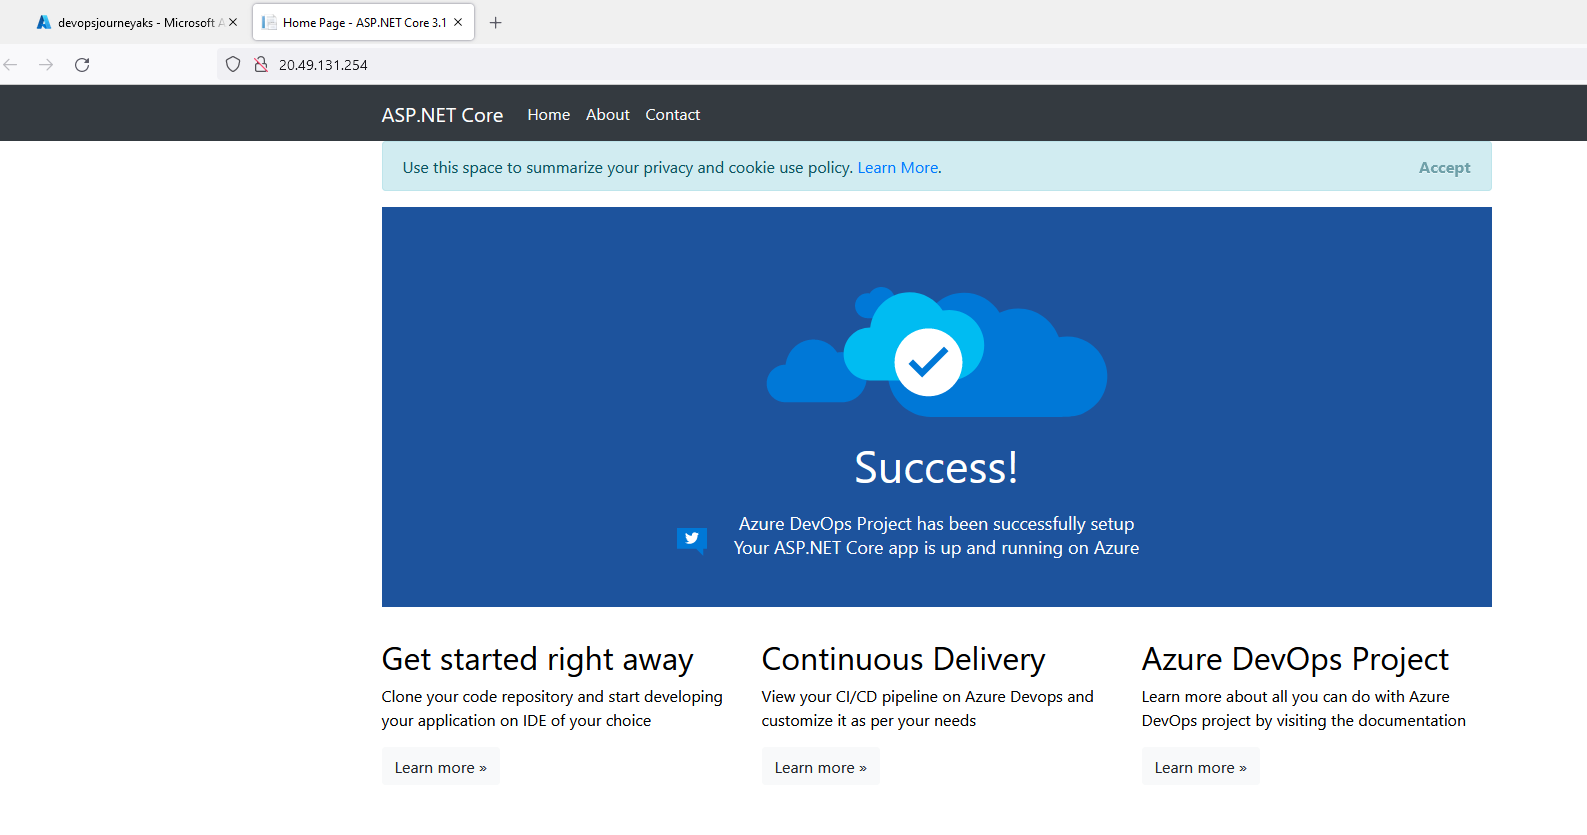 devopsjourneyaks - Microsoft A
Home Page - ASP.NET Core 3.1
20.49.131.254
ASP.NET Core Home About Contact
Use this space to summarize your privacy and cookie use policy. Learn More. Accept
Success!
Azure DevOps Project has been successfully setup
Your ASP.NET Core app is up and running on Azure
Get started right away
Clone your code repository and start developing
your application on IDE of your choice
Learn more »
Continuous Delivery
View your CI/CD pipeline on Azure Devops and
customize it as per your needs
Learn more »
Azure DevOps Project
Learn more about all you can do with Azure
DevOps project by visiting the documentation
Learn more »